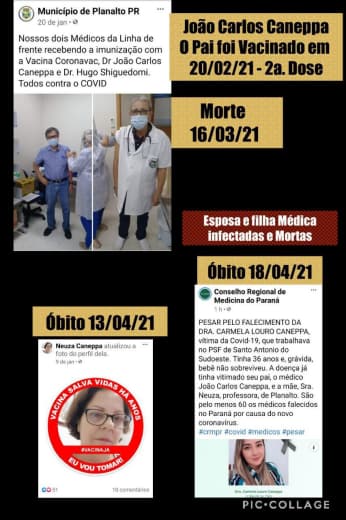 Município de Planalto PR
20 de jan.
Nossos dois Médicos da Linha de
frente recebendo a imunização com
a Vacina Coronavac, Dr João Carlos
Caneppa e Dr. Hugo Shiguedomi.
Todos contra o COVID
João Carlos Caneppa
O Pai foi Vacinado em
20/02/21 - 2a. Dose
Morte
16/03/21
Esposa e filha Médica
infectadas e Mortas
Óbito 18/04/21
Conselho Regional de
Medicina do Paraná
1 h
PESAR PELO FALECIMENTO DA
DRA. CARMELA LOURO CANEPPA,
vítima da Covid-19, que trabalhava
no PSF de Santo Antonio do
Sudoeste. Tinha 36 anos e, grávida,
bebê não sobreviveu. A doença já
tinha vitimado seu pai, o médico
João Carlos Caneppa, e a mãe, Sra.
Neuza, professora, de Planalto. São
pelo menos 60 os médicos falecidos
no Paraná por causa do novo
coronavírus.
#crmpr #covid #medicos #pesar
Dra. Carmela Louro Caneppa
Óbito 13/04/21
Neuza Caneppa atualizou a
foto do perfil dela.
9 de jan.
VACINA SALVA VIDAS HÁ ANOS
#VACINAJÁ
EU VOU TOMAR!
51
16 comentários
PIC•COLLAGE